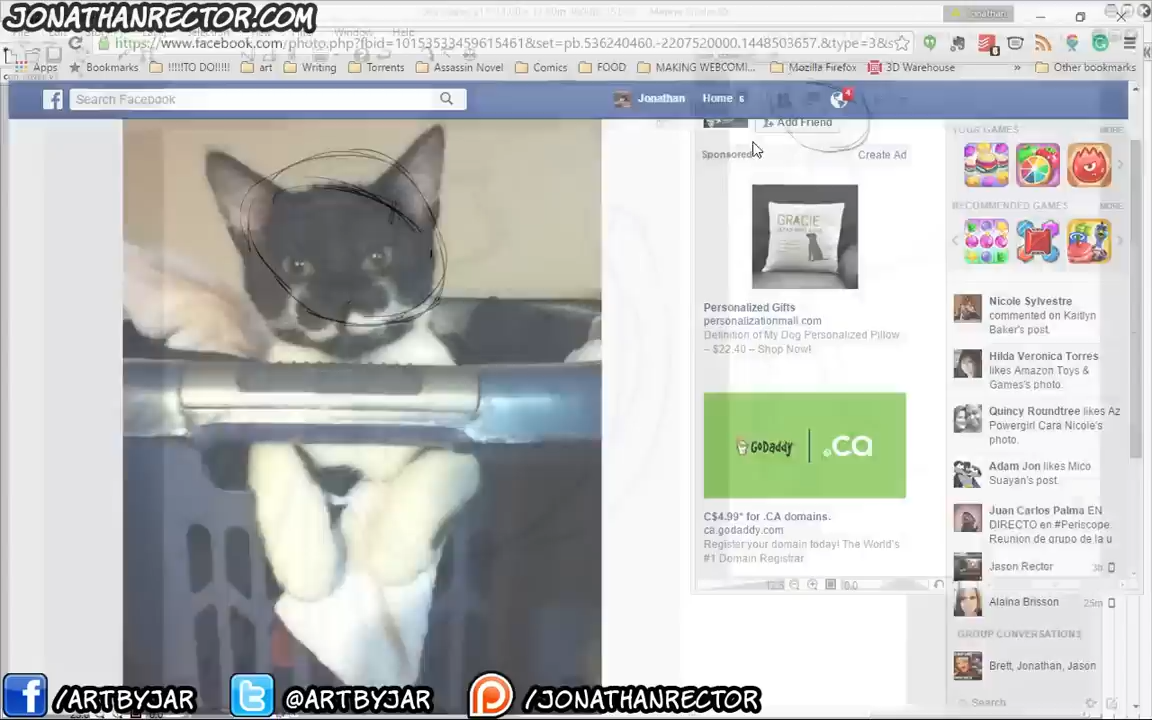 JONATHANRECTOR.COM
Jonathan
https://www.facebook.com/photo.php?fbid=10153533459615461&set=pb.536240460.-2207520000.1448503657.&type=3&s
Apps
Bookmarks
!!!!!TO DO!!!!!
art
Writing
Torrents
Assassin Novel
Comics
FOOD
MAKING WEBCOMI...
Mozilla Firefox
3D Warehouse
»
Other bookmarks
Search Facebook
Jonathan
Home 6
4
Add Friend
Sponsored
Create Ad
YOUR GAMES
MORE
RECOMMENDED GAMES
MORE
GRACIE
Personalized Gifts
personalizationmall.com
Definition of My Dog Personalized Pillow
– $22.40 – Shop Now!
GoDaddy | .ca
C$4.99* for .CA domains.
ca.godaddy.com
Register your domain today! The World's
#1 Domain Registrar
Nicole Sylvestre
commented on Kaitlyn
Baker's post.
Hilda Veronica Torres
likes Amazon Toys &
Games's photo.
Quincy Roundtree likes Az
Powergirl Cara Nicole's
photo.
Adam Jon likes Mico
Suayan's post.
Juan Carlos Palma EN
DIRECTO en #Periscope.
Reunion de grupo de la u
Jason Rector
3h
Alaina Brisson
25m
GROUP CONVERSATIONS
Brett, Jonathan, Jason
Search
/ARTBYJAR
@ARTBYJAR
/JONATHANRECTOR